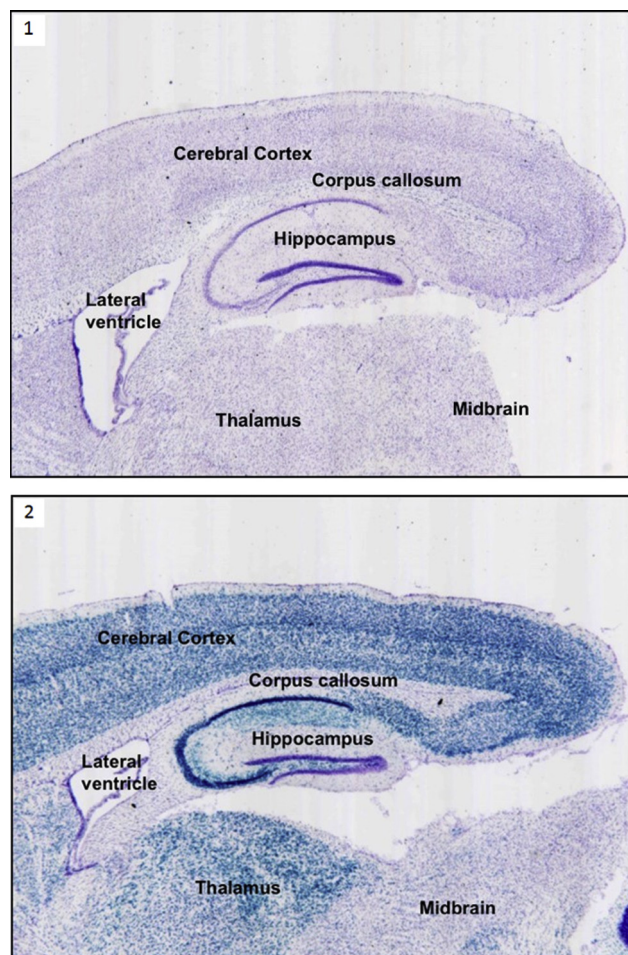 1
Cerebral Cortex
Corpus callosum
Hippocampus
Lateral
ventricle
Thalamus
Midbrain
2
Cerebral Cortex
Corpus callosum
Hippocampus
Lateral
ventricle
Thalamus
Midbrain